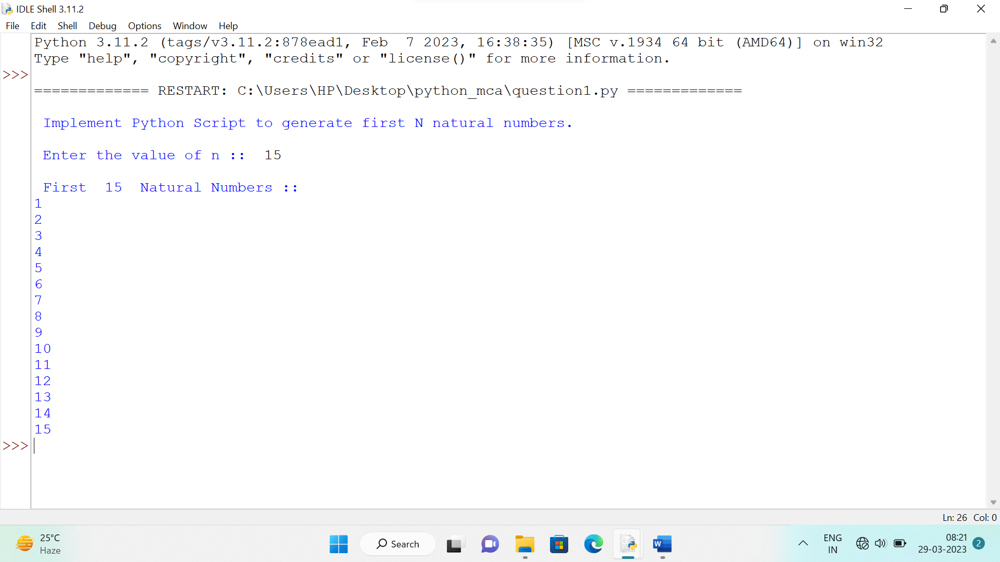 IDLE Shell 3.11.2
File Edit Shell Debug Options Window Help
Python 3.11.2 (tags/v3.11.2:878ead1, Feb  7 2023, 16:38:35) [MSC v.1934 64 bit (AMD64)] on win32
Type "help", "copyright", "credits" or "license()" for more information.
>>>
============= RESTART: C:\Users\HP\Desktop\python_mca\question1.py =============
Implement Python Script to generate first N natural numbers.
Enter the value of n ::  15
First  15  Natural Numbers ::
1
2
3
4
5
6
7
8
9
10
11
12
13
14
15
>>>
Ln: 26 Col: 0
25°C
Haze
Search
ENG
IN
08:21
29-03-2023
2